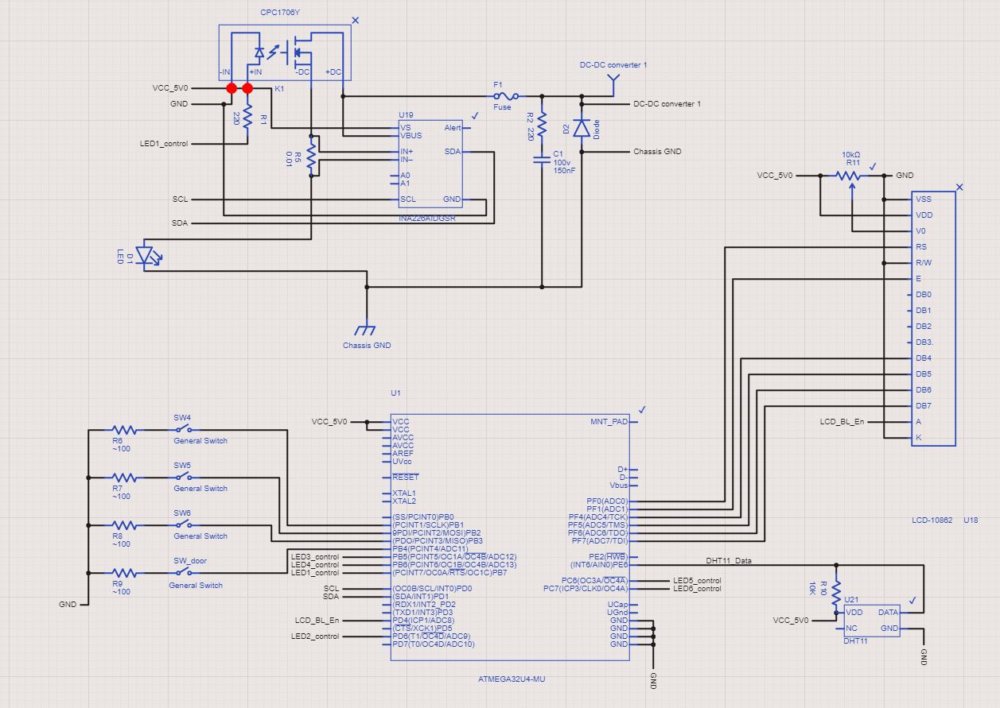 CPC1706Y
-IN
+IN
-DC
+DC
K1
VCC_5V0
GND
220
R1
LED1_control
R5
0.01
SCL
SDA
U19
VS
VBUS
IN+
IN-
A0
A1
SCL
Alert
SDA
GND
INA226AIDGSR
F1
Fuse
DC-DC converter 1
DC-DC converter 1
R2
220
D2
Diode
C1
100v
150nF
Chassis GND
LED
D1
Chassis GND
10kΩ
R11
VCC_5V0
GND
VSS
VDD
V0
RS
R/W
E
DB0
DB1
DB2
DB3.
DB4
DB5
DB6
DB7
A
K
LCD_BL_En
LCD-10862
U18
U1
VCC_5V0
VCC
VCC
AVCC
AVCC
AREF
UVcc
RESET
XTAL1
XTAL2
(SS/PCINT0)PB0
(PCINT1/SCLK)PB1
9PDI/PCINT2/MOSI)PB2
(PDO/PCINT3/MISO)PB3
PB4(PCINT4/ADC11)
PB5(PCINT5/OC1A/OC4B/ADC12)
PB6(PCINT6/OC1B/OC4B/ADC13)
(PCINT7/OC0A/RTS/OC1C)PB7
(OC0B/SCL/INT0)PD0
(SDA/INT1)PD1
(RDX1/INT2_PD2
(TXD1/INT3)PD3
PD4(ICP1/ADC8)
(CTS/XCK1)PD5
PD6(T1/OC4D/ADC9)
PD7(T0/OC4D/ADC10)
MNT_PAD
D+
D-
Vbus
PF0(ADC0)
PF1(ADC1)
PF4(ADC4/TCK)
PF5(ADC5/TMS)
PF6(ADC6/TDO)
PF7(ADC7/TDI)
PE2(HWB)
(INT6/AIN0)PE6
PC6(OC3A/OC4A)
PC7(ICP3/CLK0/OC4A)
UCap
UGnd
GND
GND
GND
GND
GND
ATMEGA32U4-MU
SW4
General Switch
R6
~100
SW5
General Switch
R7
~100
SW6
General Switch
R8
~100
SW_door
General Switch
R9
~100
GND
LED3_control
LED4_control
LED1_control
SCL
SDA
LCD_BL_En
LED2_control
LED5_control
LED6_control
DHT11_Data
R10
10K
VCC_5V0
U21
VDD
NC
DATA
GND
DHT11
GND